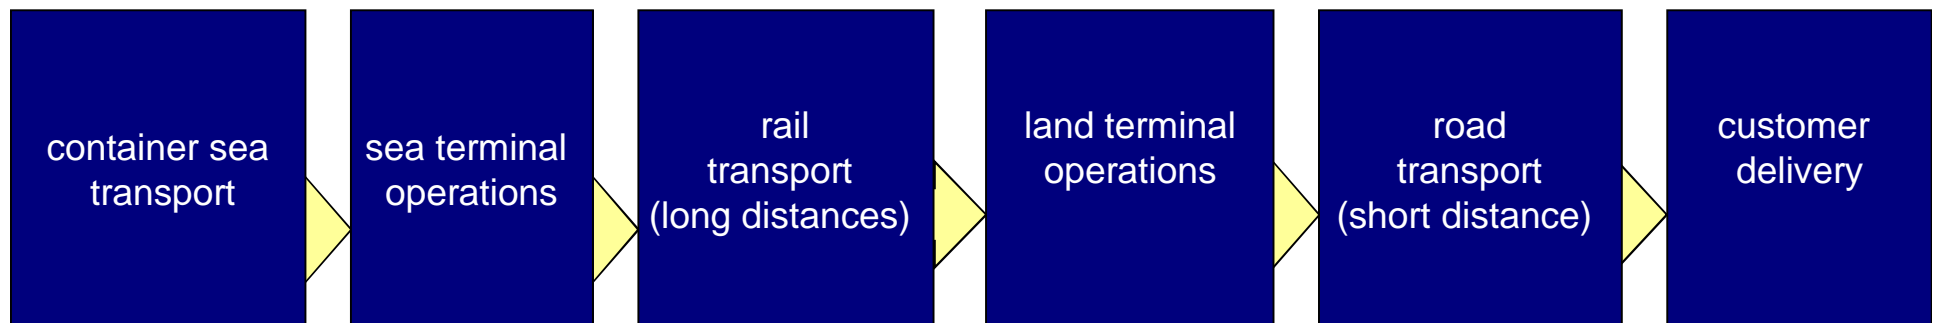 container sea
transport
sea terminal
operations
rail
transport
(long distances)
land terminal
operations
road
transport
(short distance)
customer
delivery